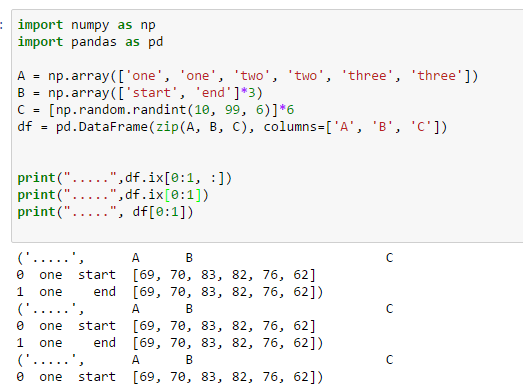 :
import numpy as np
import pandas as pd
A = np.array(['one', 'one', 'two', 'two', 'three', 'three'])
B = np.array(['start', 'end']*3)
C = [np.random.randint(10, 99, 6)]*6
df = pd.DataFrame(zip(A, B, C), columns=['A', 'B', 'C'])
print(".....",df.ix[0:1, :])
print(".....",df.ix[0:1])
print(".....", df[0:1])
('.....',      A      B                         C
0  one  start  [69, 70, 83, 82, 76, 62]
1  one    end  [69, 70, 83, 82, 76, 62])
('.....',      A      B                         C
0  one  start  [69, 70, 83, 82, 76, 62]
1  one    end  [69, 70, 83, 82, 76, 62])
('.....',      A      B                         C
0  one  start  [69, 70, 83, 82, 76, 62])